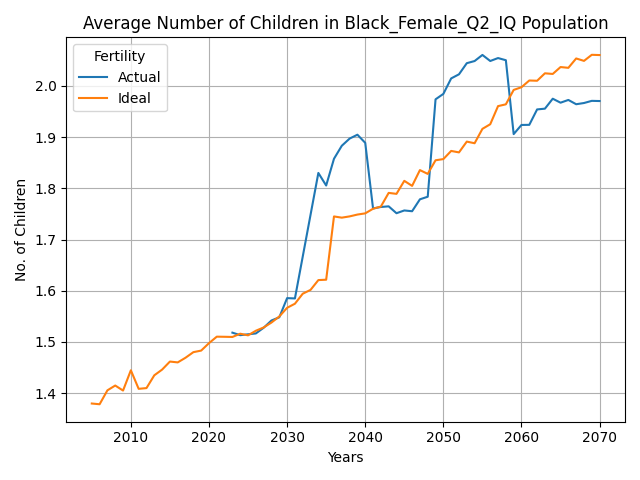 Average Number of Children in Black_Female_Q2_IQ Population
Fertility
Actual
Ideal
No. of Children
2.0
1.9
1.8
1.7
1.6
1.5
1.4
2010 2020 2030 2040 2050 2060 2070
Years